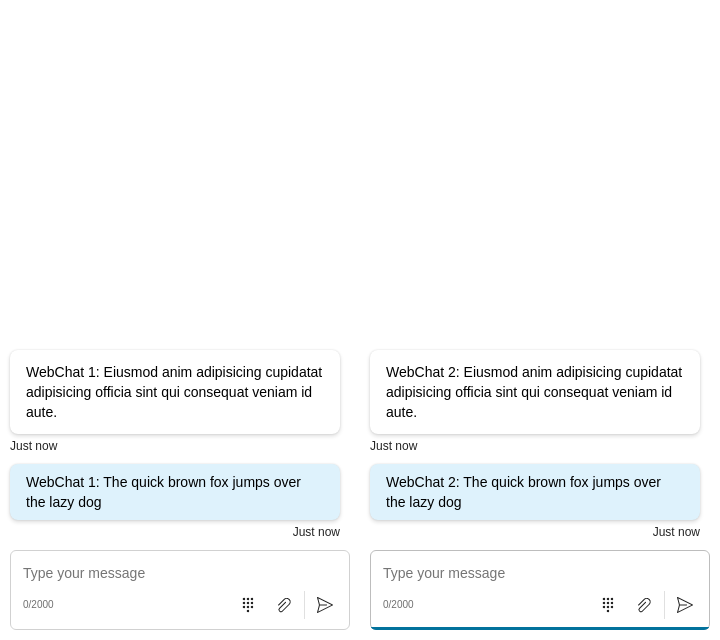 WebChat 1: Eiusmod anim adipisicing cupidatat
adipisicing officia sint qui consequat veniam id
aute.
Just now
WebChat 1: The quick brown fox jumps over
the lazy dog
Just now
Type your message
0/2000
WebChat 2: Eiusmod anim adipisicing cupidatat
adipisicing officia sint qui consequat veniam id
aute.
Just now
WebChat 2: The quick brown fox jumps over
the lazy dog
Just now
Type your message
0/2000